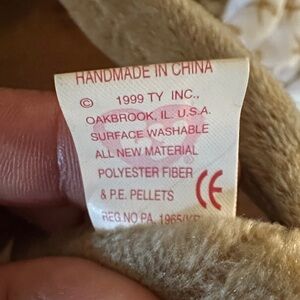 HANDMADE IN CHINA
© 1999 TY INC.,
OAKBROOK, IL. U.S.A.
SURFACE WASHABLE
ALL NEW MATERIAL
POLYESTER FIBER
& P.E. PELLETS CE
REG.NO PA. 1965(KR)